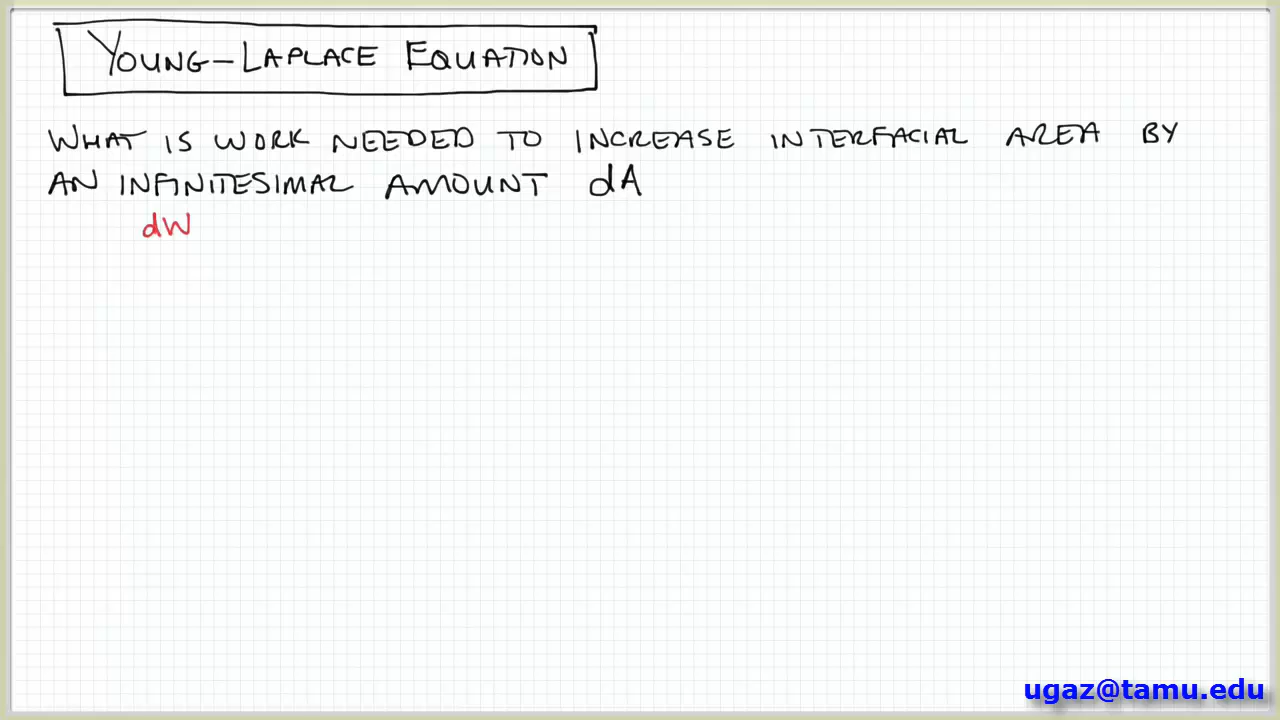 YOUNG-LAPLACE EQUATION
WHAT IS WORK NEEDED TO INCREASE INTERFACIAL AREA BY
AN INFINITESIMAL AMOUNT dA
dW
ugaz@tamu.edu